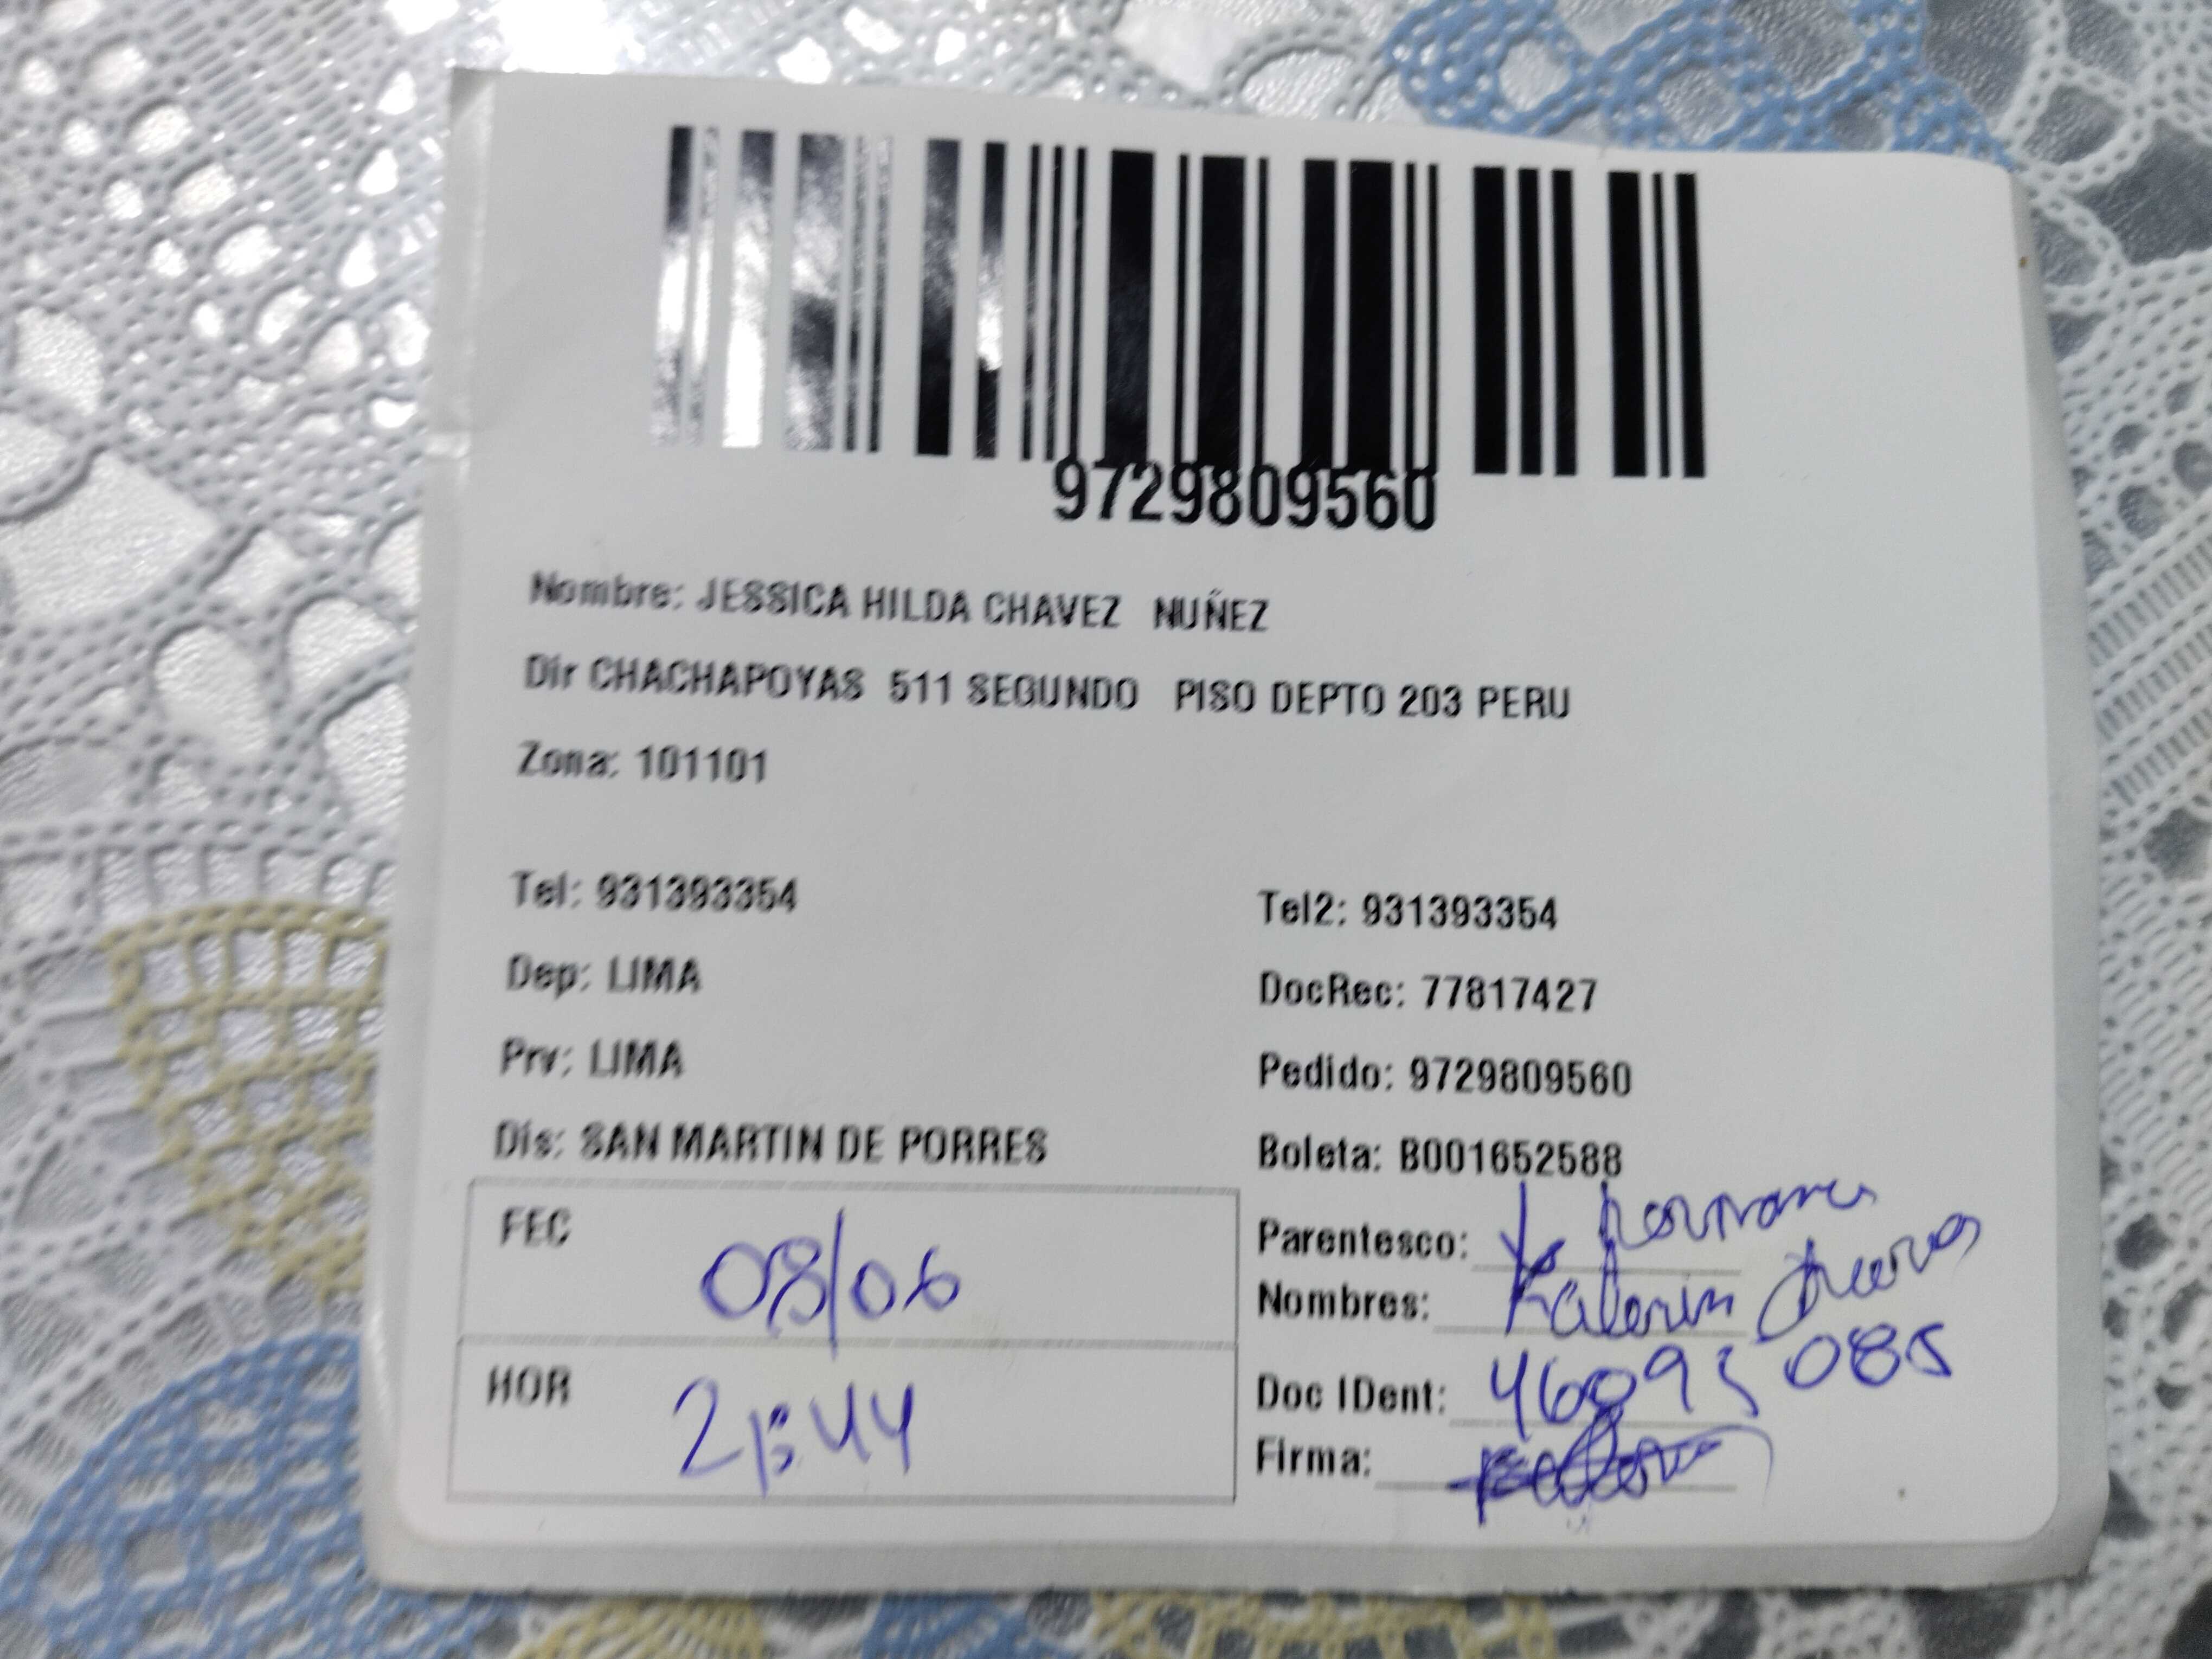 9729809560
Nombre: JESSICA HILDA CHAVEZ NUÑEZ
Dir CHACHAPOYAS 511 SEGUNDO PISO DEPTO 203 PERU
Zona: 101101
Tel: 931393354
Tel2: 931393354
Dep: LIMA
DocRec: 77817427
Prv: LIMA
Pedido: 9729809560
Dis: SAN MARTIN DE PORRES
Boleta: B001652588
FEC 08/06
Parentesco:
Nombres: Katerin
HOR 21:44
Doc IDent:
Firma: